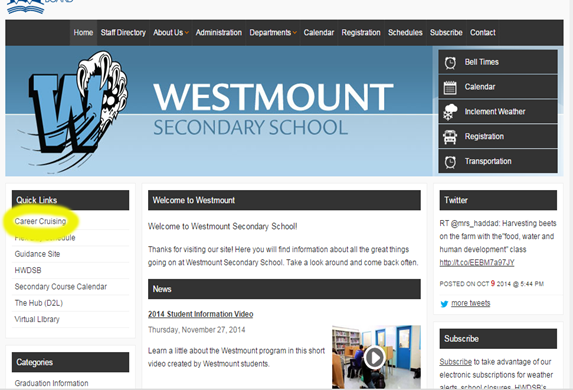 Home Staff Directory About Us Administration Departments Calendar Registration Schedules Subscribe Contact
W
WESTMOUNT
SECONDARY SCHOOL
Bell Times
Calendar
Inclement Weather
Registration
Transportation
Quick Links
Career Cruising
Schedule
Guidance Site
HWDSB
Secondary Course Calendar
The Hub (D2L)
Virtual Library
Categories
Graduation Information
Welcome to Westmount
Welcome to Westmount Secondary School!
Thanks for visiting our site! Here you will find information about all the great things
going on at Westmount Secondary School. Take a look around and come back often.
News
2014 Student Information Video
Thursday, November 27, 2014
Learn a little about the Westmount program in this short
video created by Westmount students.
Twitter
RT @mrs_haddad: Harvesting beets
on the farm with the"food, water and
human development" class
http://t.co/EEBM7a97JY
POSTED ON OCT 9 2014 @ 5:44 PM
more tweets
Subscribe
Subscribe to take advantage of our
electronic subscriptions for weather
alerts, school closures, HWDSB's